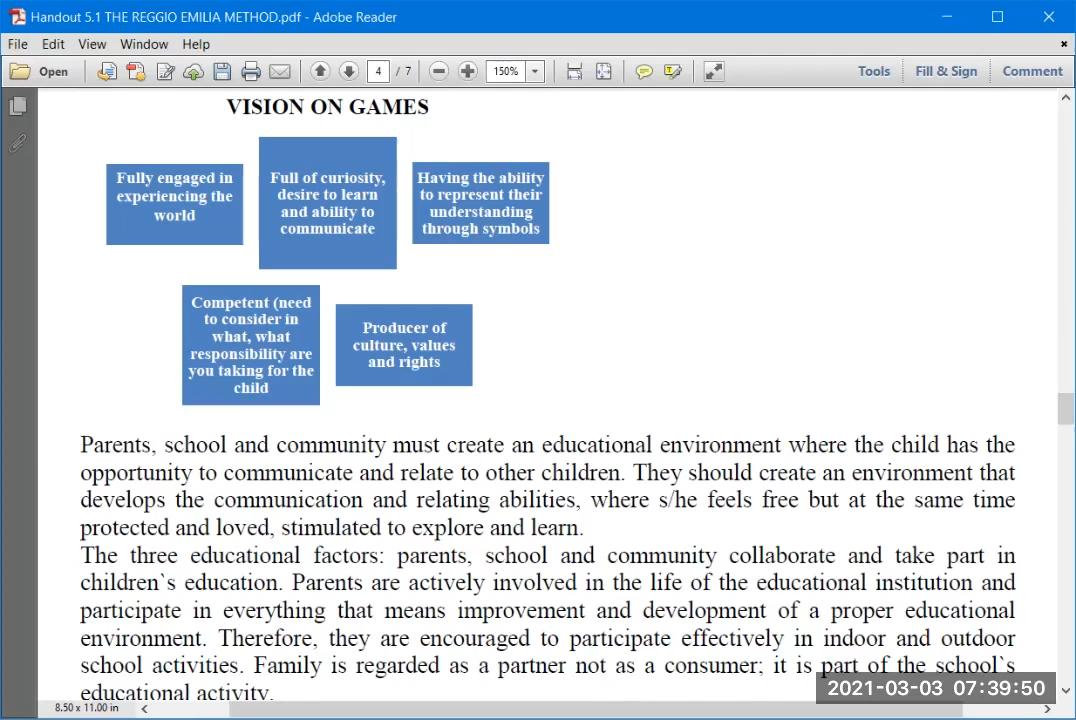 Handout 5.1 THE REGGIO EMILIA METHOD.pdf - Adobe Reader
File Edit View Window Help
Open 4 / 7 150% Tools Fill & Sign Comment
VISION ON GAMES
Fully engaged in
experiencing the
world
Full of curiosity,
desire to learn
and ability to
communicate
Having the ability
to represent their
understanding
through symbols
Competent (need
to consider in
what, what
responsibility are
you taking for the
child
Producer of
culture, values
and rights
Parents, school and community must create an educational environment where the child has the
opportunity to communicate and relate to other children. They should create an environment that
develops the communication and relating abilities, where s/he feels free but at the same time
protected and loved, stimulated to explore and learn.
The three educational factors: parents, school and community collaborate and take part in
children`s education. Parents are actively involved in the life of the educational institution and
participate in everything that means improvement and development of a proper educational
environment. Therefore, they are encouraged to participate effectively in indoor and outdoor
school activities. Family is regarded as a partner not as a consumer; it is part of the school`s
educational activity.
2021-03-03 07:39:50
8.50 x 11.00 in